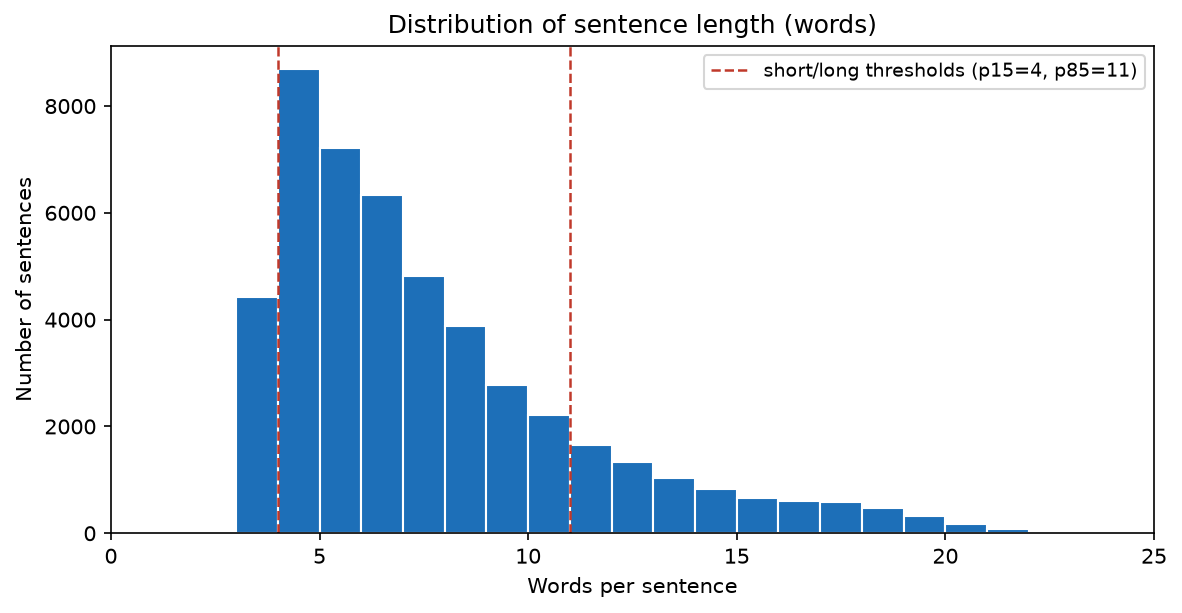 Distribution of sentence length (words)
short/long thresholds (p15=4, p85=11)
Number of sentences
8000
6000
4000
2000
0
0 5 10 15 20 25
Words per sentence